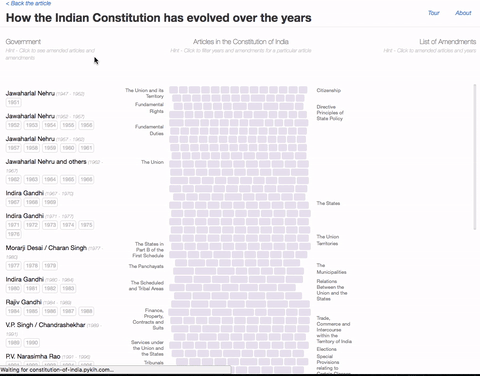 < Back the article
How the Indian Constitution has evolved over the years
Tour
About
Government
Hint - Click to see amended articles and
amendments
Articles in the Constitution of India
Hint - Click to filter years and amendments for a particular article
List of Amendments
Hint - Click to amended articles and years
Jawaharlal Nehru (1947 - 1952)
1951
Jawaharlal Nehru (1952 - 1957)
1952 1953 1954 1955 1956
Jawaharlal Nehru (1957 - 1962)
1957 1958 1959 1960 1961
Jawaharlal Nehru and others (1962 -
1967)
1962 1963 1964 1965 1966
Indira Gandhi (1967 - 1970)
1967 1968 1969
Indira Gandhi (1971 - 1977)
1971 1972 1973 1974 1975
1976
Morarji Desai / Charan Singh (1977 -
1980)
1977 1978 1979
Indira Gandhi (1980 - 1984)
1980 1981 1982 1983
Rajiv Gandhi (1984 - 1989)
1984 1985 1986 1987 1988
V.P. Singh / Chandrashekhar (1989 -
1991)
1989 1990
P.V. Narasimha Rao (1991 - 1996)
The Union and its
Territory
Fundamental
Rights
Fundamental
Duties
The Union
The States in
Part B of the
First Schedule
The Panchayats
The Scheduled
and Tribal Areas
Finance,
Property,
Contracts and
Suits
Services under
the Union and
the States
Tribunals
Citizenship
Directive
Principles of
State Policy
The States
The Union
Territories
The
Municipalities
Relations
Between the
Union and the
States
Trade,
Commerce and
Intercourse
within the
Territory of India
Elections
Special
Provisions
relating to
Waiting for constitution-of-india.pykih.com...